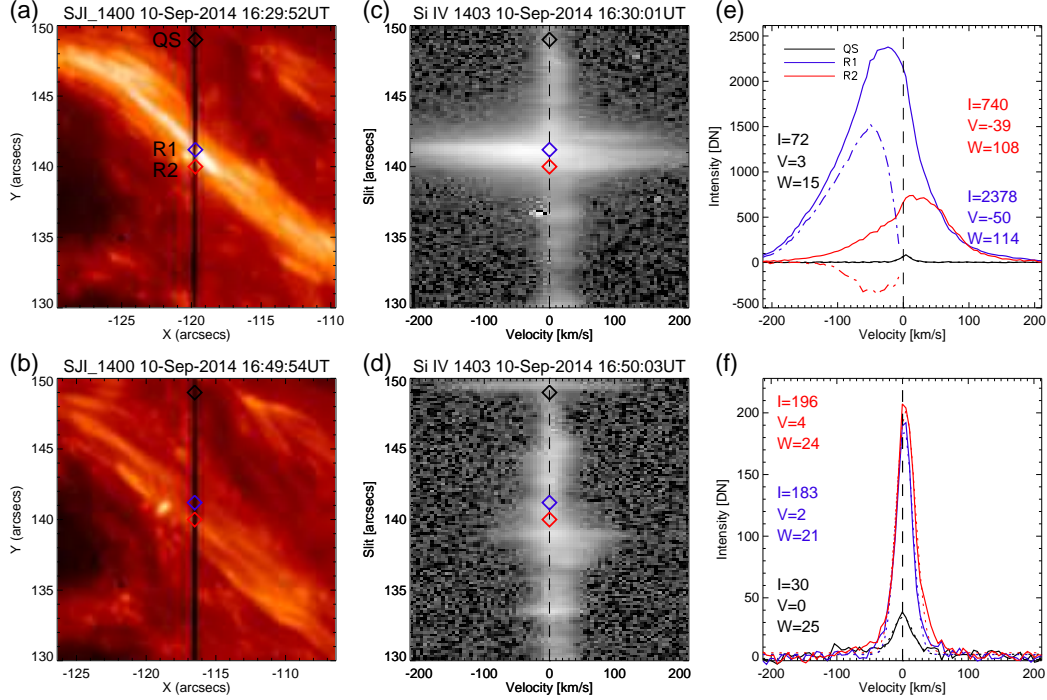 (a)
SJI_1400 10-Sep-2014 16:29:52UT
150
145
140
135
130
Y (arcsecs)
QS
R1
R2
-125
-120
-115
-110
X (arcsecs)
(c)
Si IV 1403 10-Sep-2014 16:30:01UT
150
145
140
135
130
Slit [arcsecs]
-200
-100
0
100
200
Velocity [km/s]
(e)
2500
2000
1500
1000
500
0
-500
Intensity [DN]
QS
R1
R2
I=72
V=3
W=15
I=740
V=-39
W=108
I=2378
V=-50
W=114
-200
-100
0
100
200
Velocity [km/s]
(b)
SJI_1400 10-Sep-2014 16:49:54UT
150
145
140
135
130
Y (arcsecs)
-125
-120
-115
-110
X (arcsecs)
(d)
Si IV 1403 10-Sep-2014 16:50:03UT
150
145
140
135
130
Slit [arcsecs]
-200
-100
0
100
200
Velocity [km/s]
(f)
200
150
100
50
0
Intensity [DN]
I=196
V=4
W=24
I=183
V=2
W=21
I=30
V=0
W=25
-200
-100
0
100
200
Velocity [km/s]